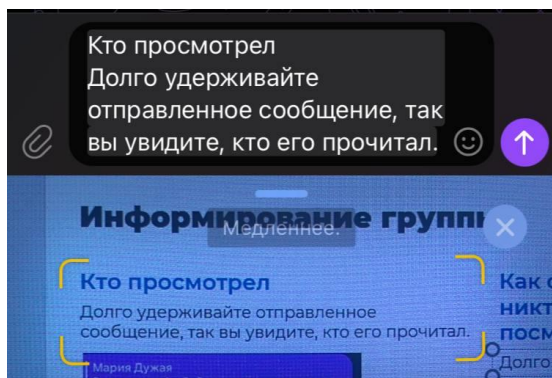 Кто просмотрел
Долго удерживайте
отправленное сообщение, так
вы увидите, кто его прочитал.
Информирование групп
Медленнее.
Кто просмотрел
Долго удерживайте отправленное
сообщение, так вы увидите, кто его прочитал.
Мария Дужая
Как
никт
посм
Долго